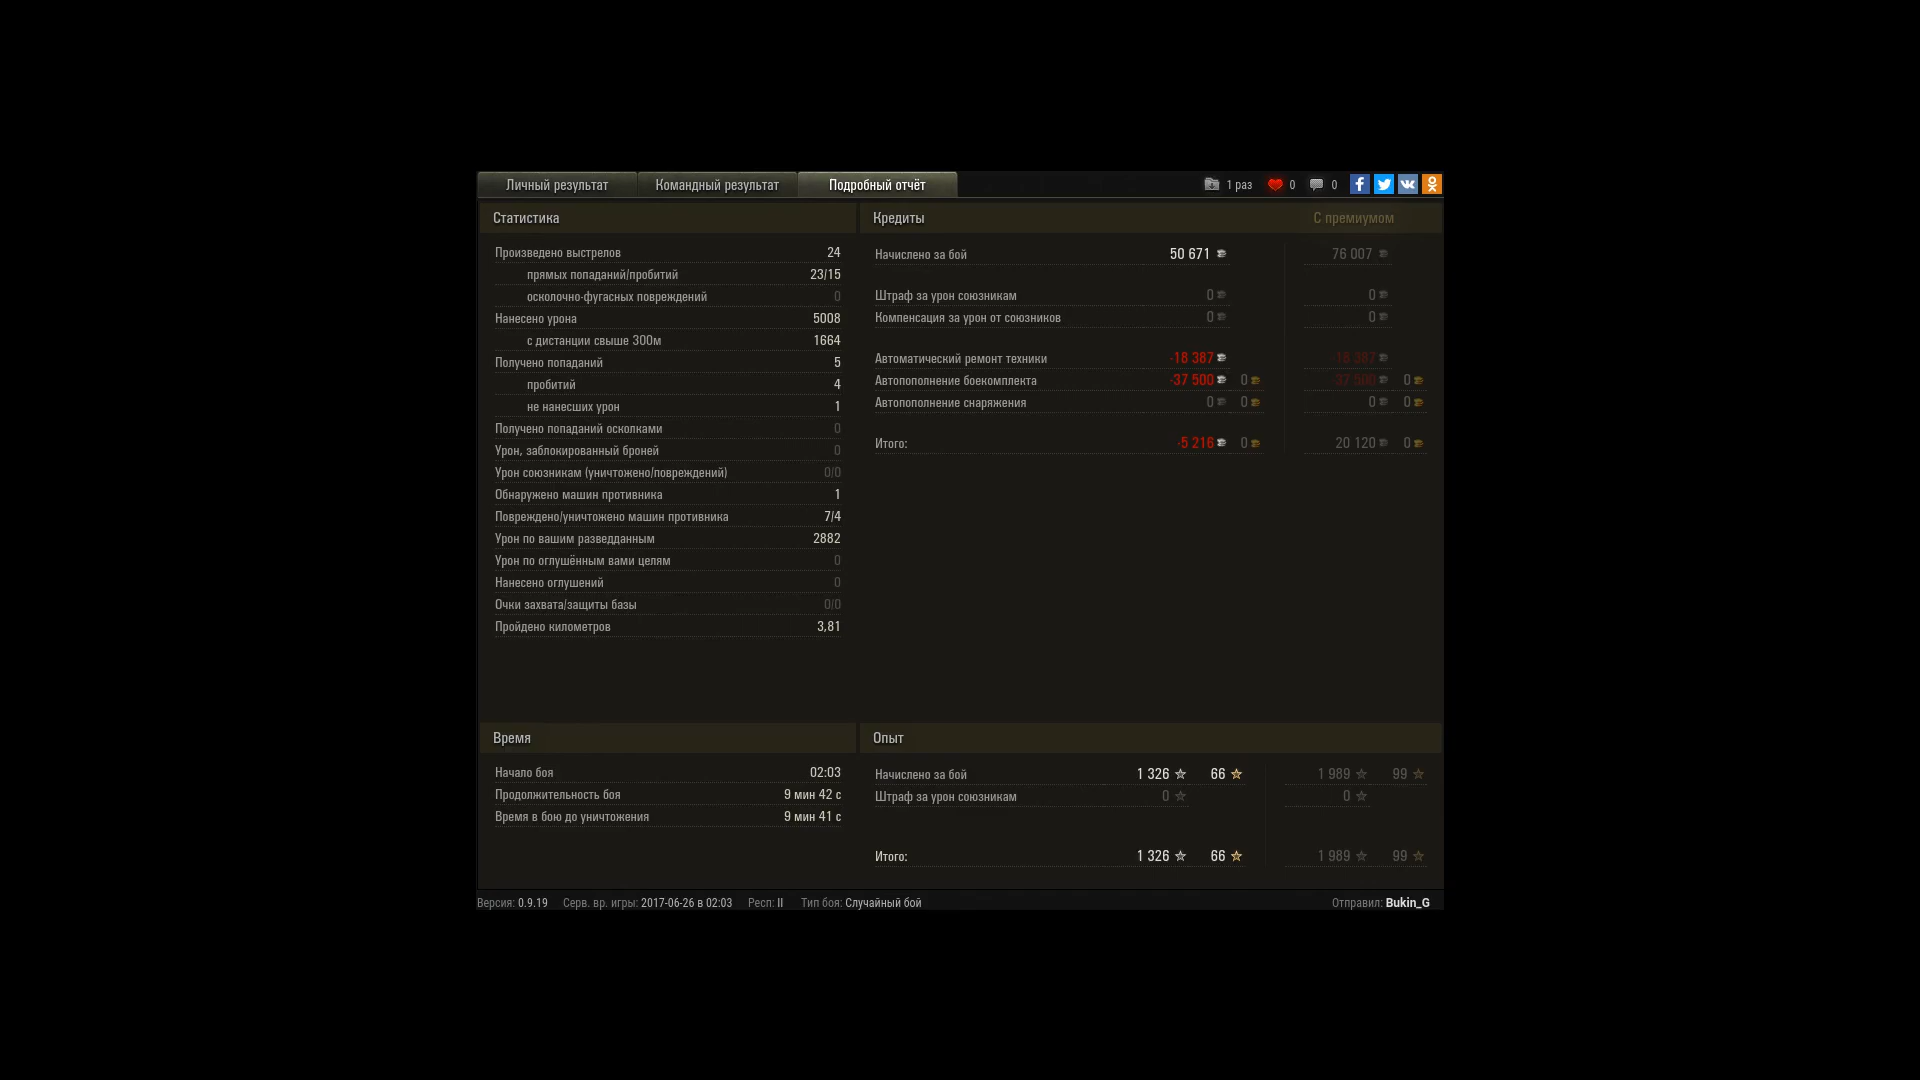 Личный результат Командный результат Подробный отчёт 1 раз 0 0
Статистика
Произведено выстрелов 24
прямых попаданий/пробитий 23/15
осколочно-фугасных повреждений 0
Нанесено урона 5008
с дистанции свыше 300м 1664
Получено попаданий 5
пробитий 4
не нанесших урон 1
Получено попаданий осколками 0
Урон, заблокированный броней 0
Урон союзникам (уничтожено/повреждений) 0/0
Обнаружено машин противника 1
Повреждено/уничтожено машин противника 7/4
Урон по вашим разведданным 2882
Урон по оглушённым вами целям 0
Нанесено оглушений 0
Очки захвата/защиты базы 0/0
Пройдено километров 3,81
Кредиты С премиумом
Начислено за бой 50 671 76 007
Штраф за урон союзникам 0 0
Компенсация за урон от союзников 0 0
Автоматический ремонт техники -18 387 -18 387
Автопополнение боекомплекта -37 500 0 -37 500 0
Автопополнение снаряжения 0 0 0 0
Итого: -5 216 0 20 120 0
Время
Начало боя 02:03
Продолжительность боя 9 мин 42 с
Время в бою до уничтожения 9 мин 41 с
Опыт
Начислено за бой 1 326 66 1 989 99
Штраф за урон союзникам 0 0
Итого: 1 326 66 1 989 99
Версия: 0.9.19 Серв. вр. игры: 2017-06-26 в 02:03 Респ: II Тип боя: Случайный бой Отправил: Bukin_G